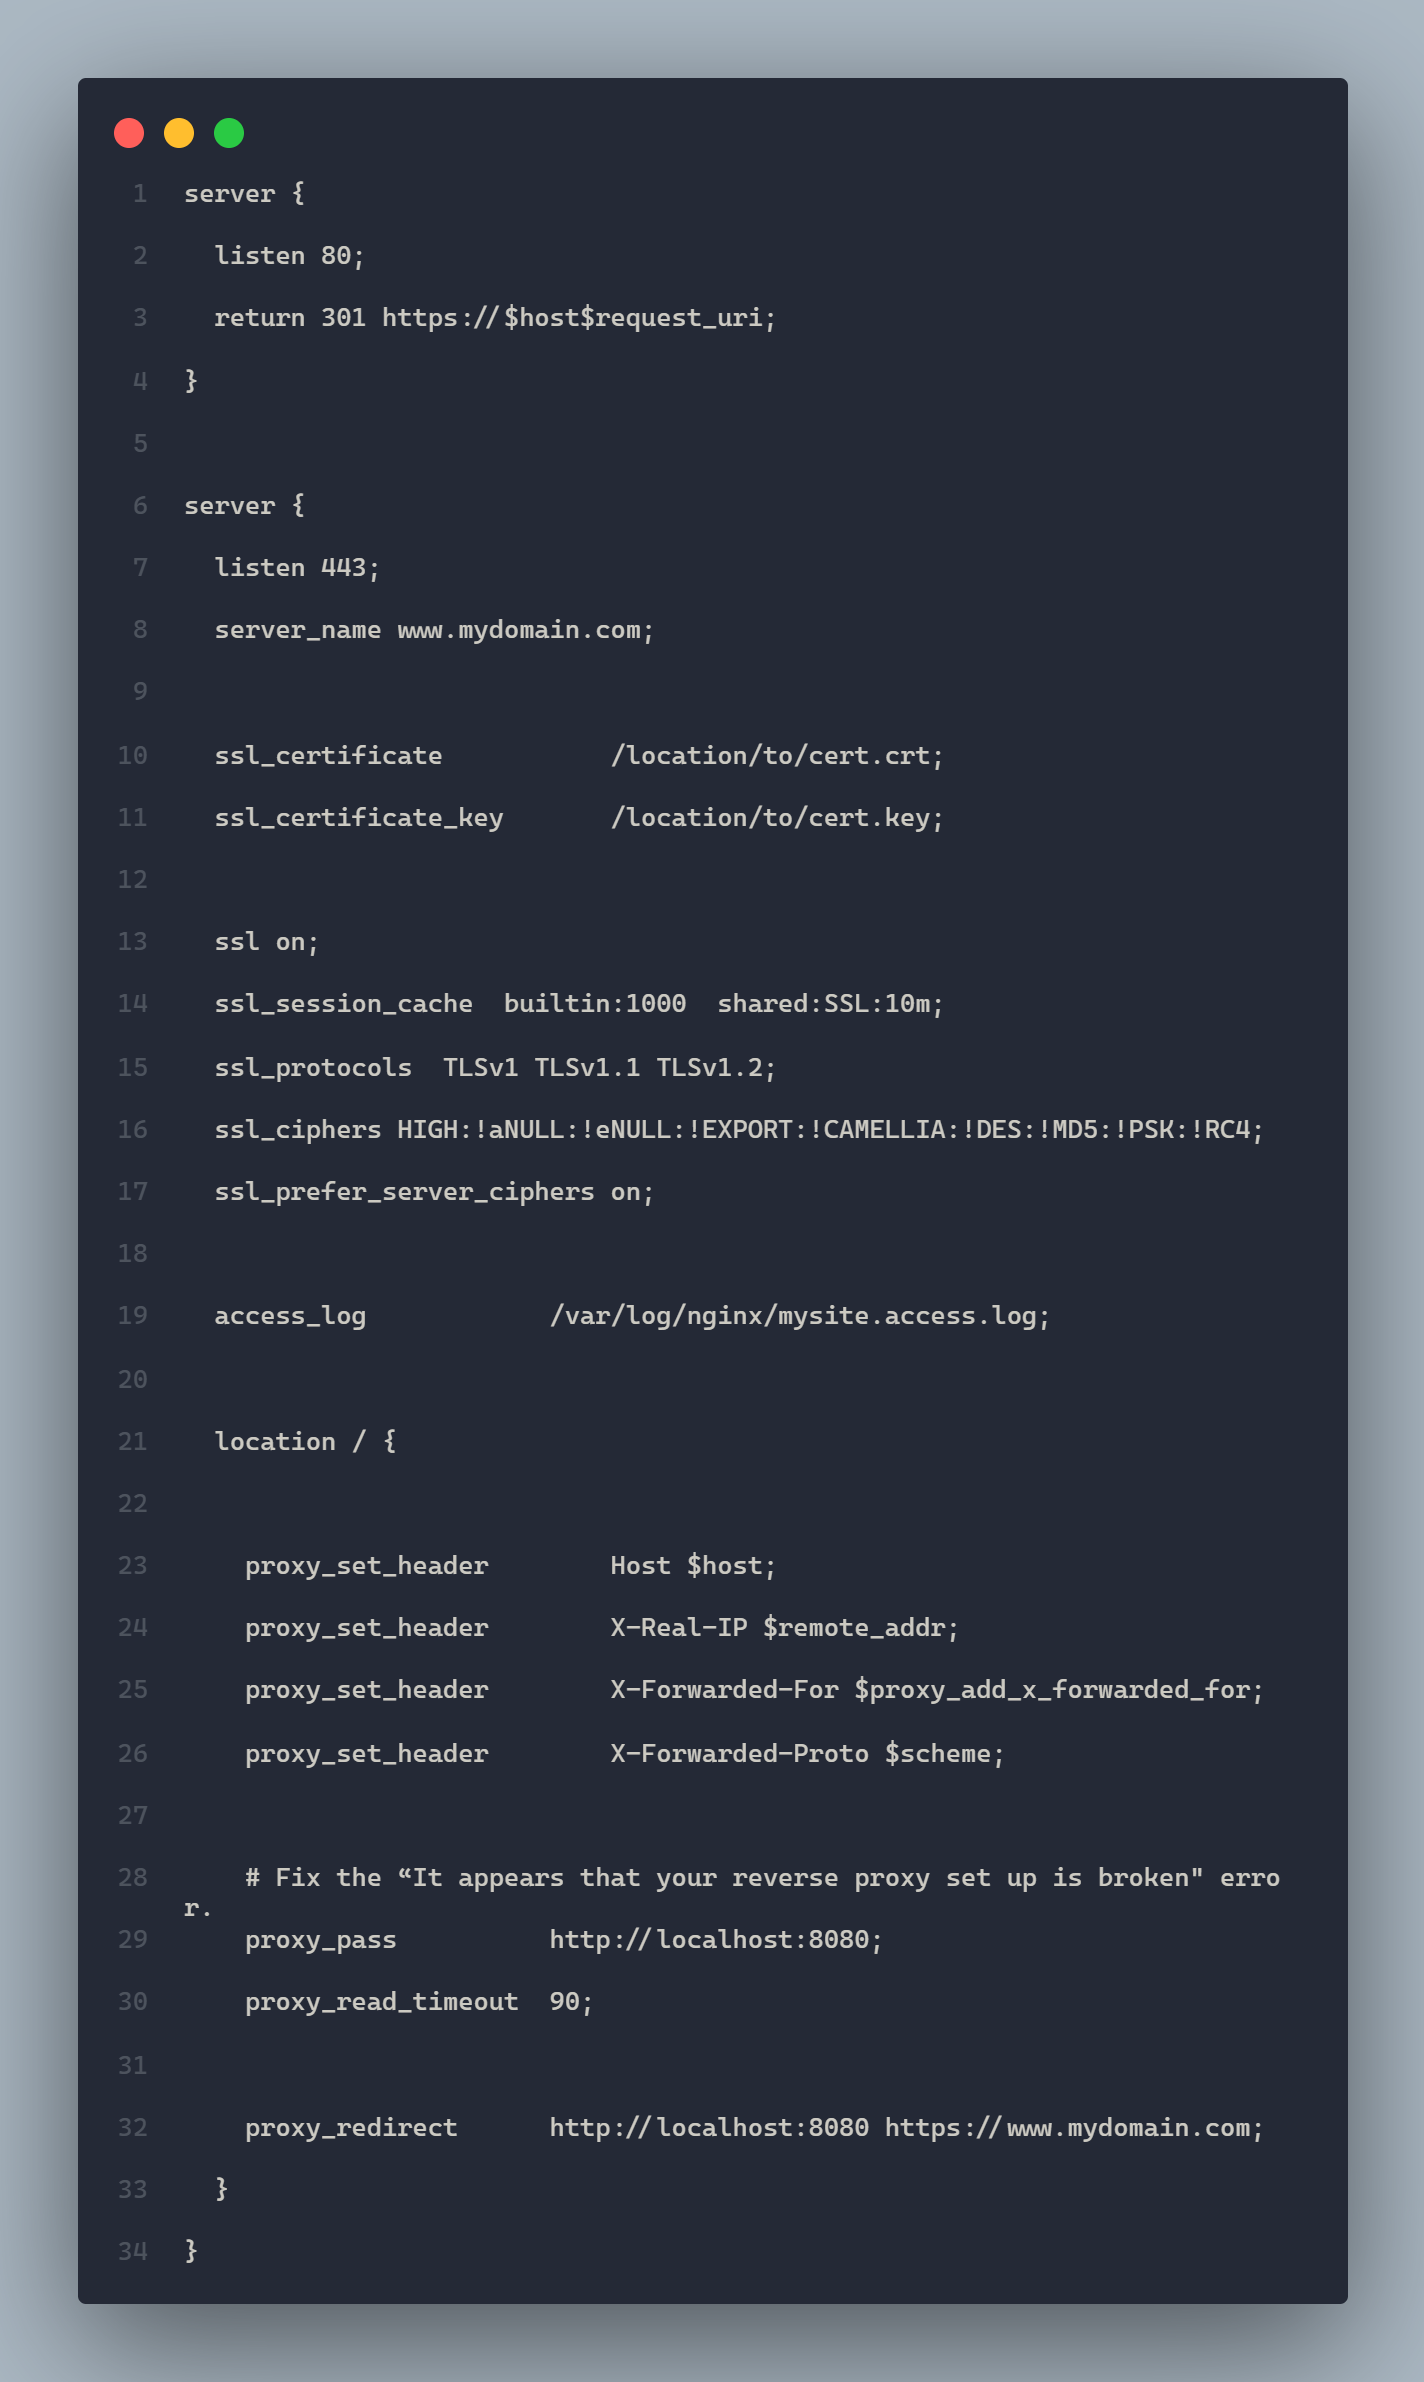 1 server {
2   listen 80;
3   return 301 https://$host$request_uri;
4 }
5
6 server {
7   listen 443;
8   server_name www.mydomain.com;
9
10   ssl_certificate           /location/to/cert.crt;
11   ssl_certificate_key       /location/to/cert.key;
12
13   ssl on;
14   ssl_session_cache  builtin:1000  shared:SSL:10m;
15   ssl_protocols  TLSv1 TLSv1.1 TLSv1.2;
16   ssl_ciphers HIGH:!aNULL:!eNULL:!EXPORT:!CAMELLIA:!DES:!MD5:!PSK:!RC4;
17   ssl_prefer_server_ciphers on;
18
19   access_log            /var/log/nginx/mysite.access.log;
20
21   location / {
22
23     proxy_set_header        Host $host;
24     proxy_set_header        X-Real-IP $remote_addr;
25     proxy_set_header        X-Forwarded-For $proxy_add_x_forwarded_for;
26     proxy_set_header        X-Forwarded-Proto $scheme;
27
28     # Fix the “It appears that your reverse proxy set up is broken" erro
r.
29     proxy_pass          http://localhost:8080;
30     proxy_read_timeout  90;
31
32     proxy_redirect      http://localhost:8080 https://www.mydomain.com;
33   }
34 }